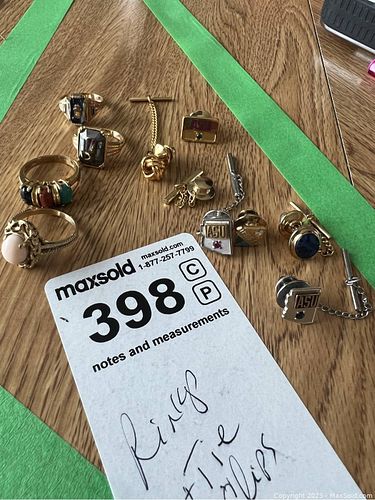 ASU
ASU
maxsold
maxsold.com
1-877-257-7799
398
C
P
notes and measurements
Rings
+ Tie
Clips
Copyright 2025 - MaxSold.com